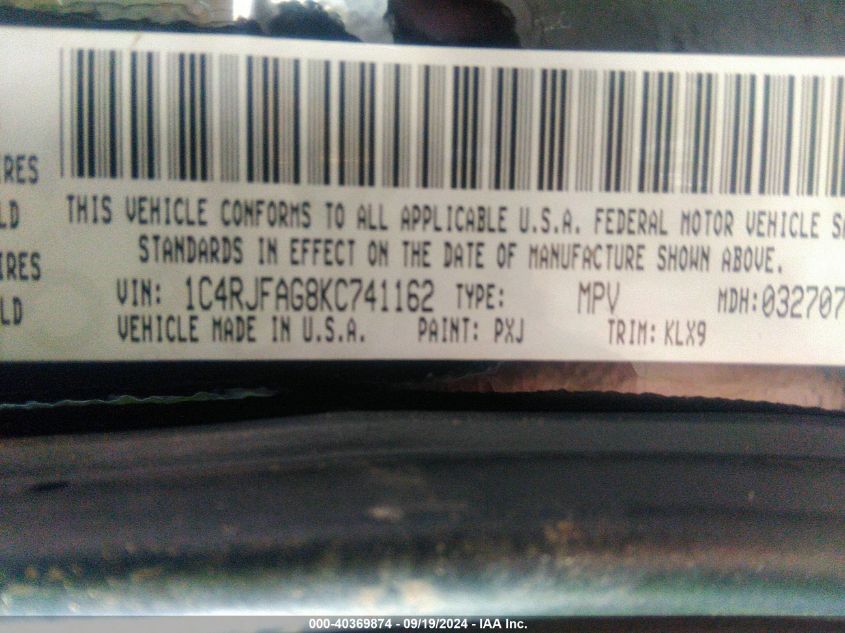 IRES
LD
IRES
LD
THIS VEHICLE CONFORMS TO ALL APPLICABLE U.S.A. FEDERAL MOTOR VEHICLE SA
STANDARDS IN EFFECT ON THE DATE OF MANUFACTURE SHOWN ABOVE.
VIN: 1C4RJFAG8KC741162 TYPE: MPV MDH:032707
VEHICLE MADE IN U.S.A. PAINT: PXJ TRIM: KLX9
000-40369874 - 09/19/2024 - IAA Inc.